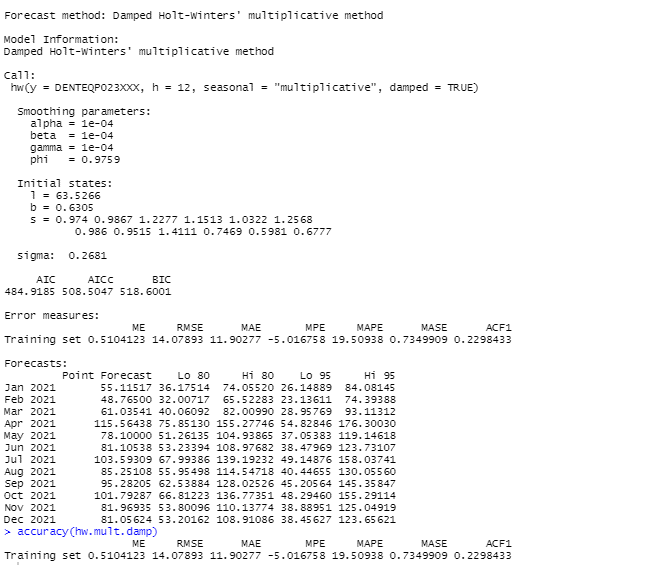 Forecast method: Damped Holt-Winters' multiplicative method
Model Information:
Damped Holt-Winters' multiplicative method
Call:
hw(y = DENTEQPO23XXX, h = 12, seasonal = "multiplicative", damped = TRUE)
Smoothing parameters:
alpha = 1e-04
beta = 1e-04
gamma = 1e-04
phi = 0.9759
Initial states:
l = 63.5266
b = 0.6305
s = 0.974 0.9867 1.2277 1.1513 1.0322 1.2568
0.986 0.9515 1.4111 0.7469 0.5981 0.6777
sigma: 0.2681
AIC AICc BIC
484.9185 508.5047 518.6001
Error measures:
ME RMSE MAE MPE MAPE MASE ACF1
Training set 0.5104123 14.07893 11.90277 -5.016758 19.50938 0.7349909 0.2298433
Forecasts:
Point Forecast Lo 80 Hi 80 Lo 95 Hi 95
Jan 2021 55.11517 36.17514 74.05520 26.14889 84.08145
Feb 2021 48.76500 32.00717 65.52283 23.13611 74.39388
Mar 2021 61.03541 40.06092 82.00990 28.95769 93.11312
Apr 2021 115.56438 75.85130 155.27746 54.82846 176.30030
May 2021 78.10000 51.26135 104.93865 37.05383 119.14618
Jun 2021 81.10538 53.23394 108.97682 38.47969 123.73107
Jul 2021 103.59309 67.99386 139.19232 49.14876 158.03741
Aug 2021 85.25108 55.95498 114.54718 40.44655 130.05560
Sep 2021 95.28205 62.53884 128.02526 45.20564 145.35847
Oct 2021 101.79287 66.81223 136.77351 48.29460 155.29114
Nov 2021 81.96935 53.80096 110.13774 38.88951 125.04919
Dec 2021 81.05624 53.20162 108.91086 38.45627 123.65621
> accuracy(hw.mult.damp)
ME RMSE MAE MPE MAPE MASE ACF1
Training set 0.5104123 14.07893 11.90277 -5.016758 19.50938 0.7349909 0.2298433